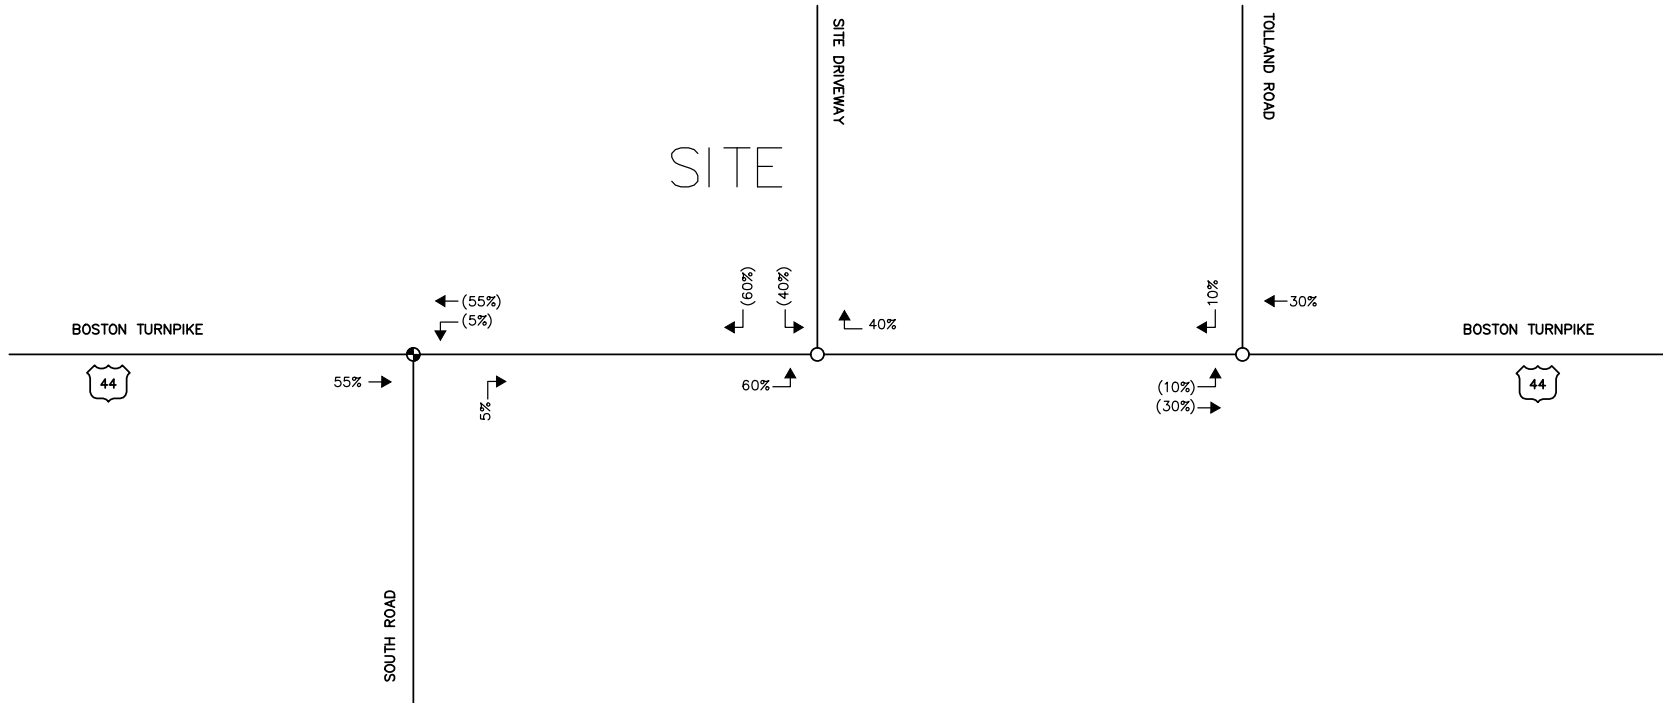 SITE DRIVEWAY
TOLLAND ROAD
SITE
(60%)
(40%)
10%
(55%)
(5%)
40%
30%
BOSTON TURNPIKE
BOSTON TURNPIKE
44
55%
5%
60%
(10%)
(30%)
44
SOUTH ROAD